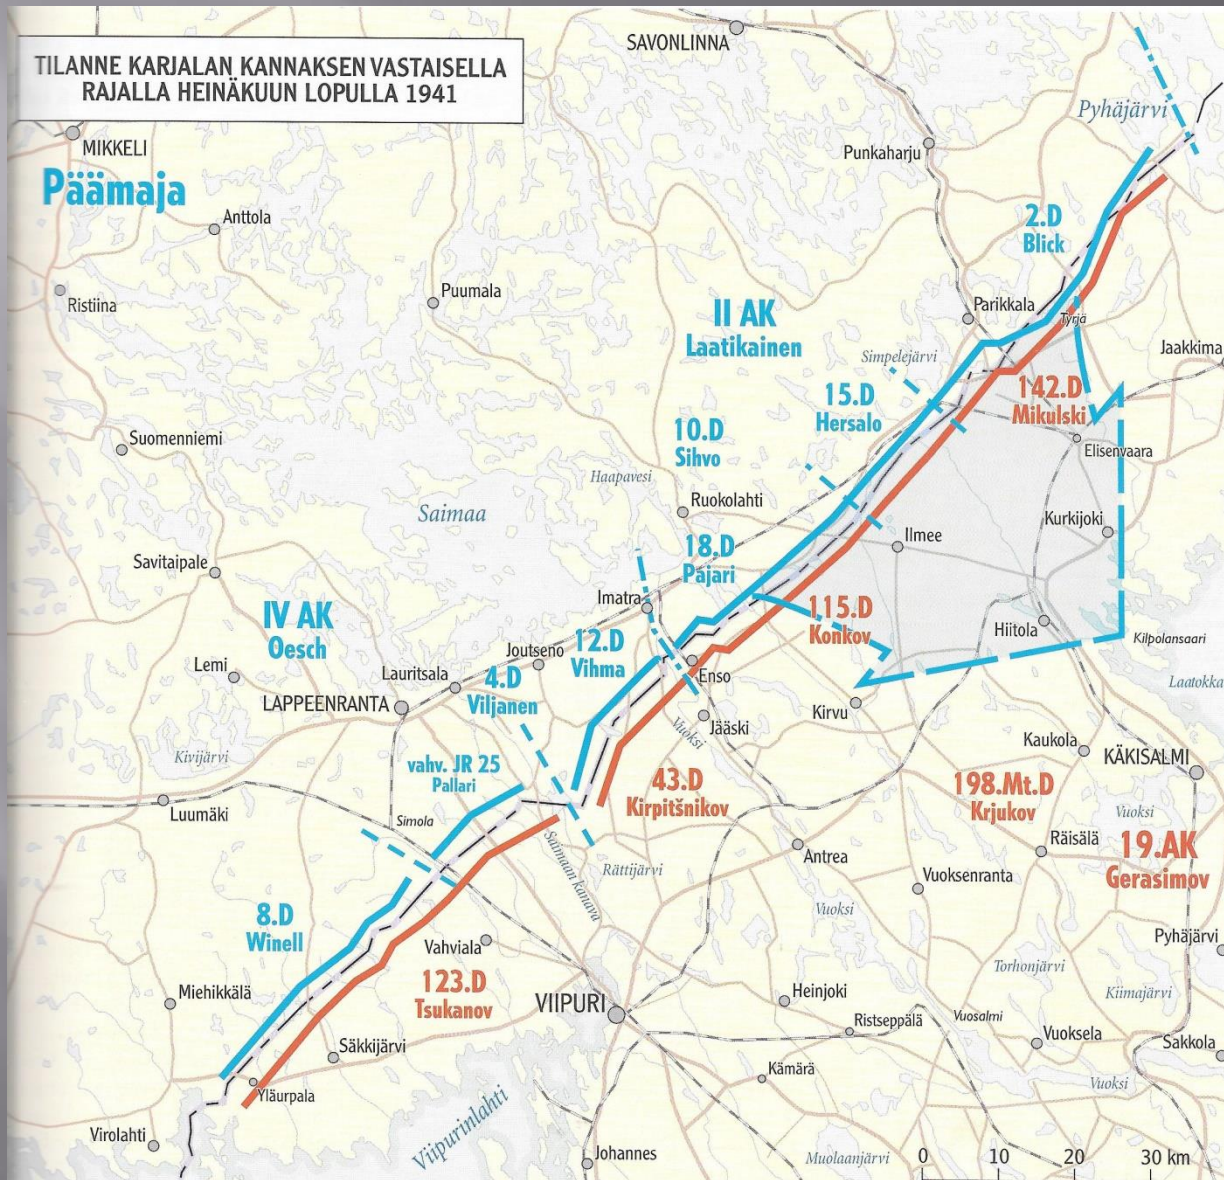 TILANNE KARJALAN KANNAKSEN VASTAISELLA
RAJALLA HEINÄKUUN LOPULLA 1941
SAVONLINNA
Pyhäjärvi
MIKKELI
Päämaja
Punkaharju
Anttola
2.D
Blick
Ristiina
Puumala
II AK
Laatikainen
Parikkala
Tyrjä
Simpelejärvi
Jaakkima
15.D
Hersalo
142.D
Mikulski
10.D
Sihvo
Suomenniemi
Elisenvaara
Haapavesi
Saimaa
Ruokolahti
Kurkijoki
Ilmee
18.D
Pajari
Savitaipale
IV AK
Oesch
Imatra
115.D
Konkov
Hiitola
Kilpolansaari
12.D
Vihma
Joutseno
Lemi
Lauritsala
Enso
4.D
Viljanen
Laatokka
LAPPEENRANTA
Kirvu
Jääski
Vuoksi
Kivijärvi
Kaukola
KÄKISALMI
vahv. JR 25
Pallari
43.D
Kirpitšnikov
198.Mt.D
Krjukov
Luumäki
Vuoksi
Simola
Räisälä
Antrea
19.AK
Gerasimov
Saimaan kanava
Rättijärvi
Vuoksenranta
Vuoksi
8.D
Winell
Vahviala
Pyhäjärvi
Torhonjärvi
123.D
Tsukanov
Kiimajärvi
Miehikkälä
VIIPURI
Heinjoki
Vuosalmi
Ristseppälä
Vuoksela
Säkkijärvi
Sakkola
Kämärä
Vuoksi
Yläurpala
Viipurinlahti
Virolahti
Johannes
Muolaanjärvi
0 10 20 30 km